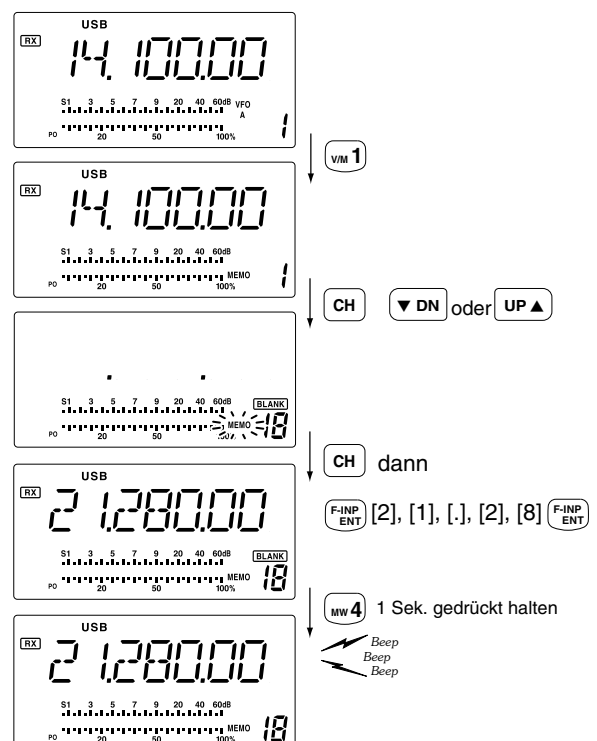 USB
RX 14.100.00
S1 3 5 7 9 20 40 60dB VFO
A
PO 20 50 100% 1
V/M 1
USB
RX 14.100.00
S1 3 5 7 9 20 40 60dB
MEMO
PO 20 50 100% 1
CH ▼ DN oder UP ▲
. .
S1 3 5 7 9 20 40 60dB BLANK
MEMO 18
PO 20 50
CH dann
USB
RX 21.280.00
F-INP ENT [2], [1], [.], [2], [8] F-INP ENT
S1 3 5 7 9 20 40 60dB BLANK
MEMO 18
PO 20 50 100%
MW 4 1 Sek. gedrückt halten
USB
RX 21.280.00
Beep
Beep
Beep
S1 3 5 7 9 20 40 60dB
MEMO 18
PO 20 50 100%